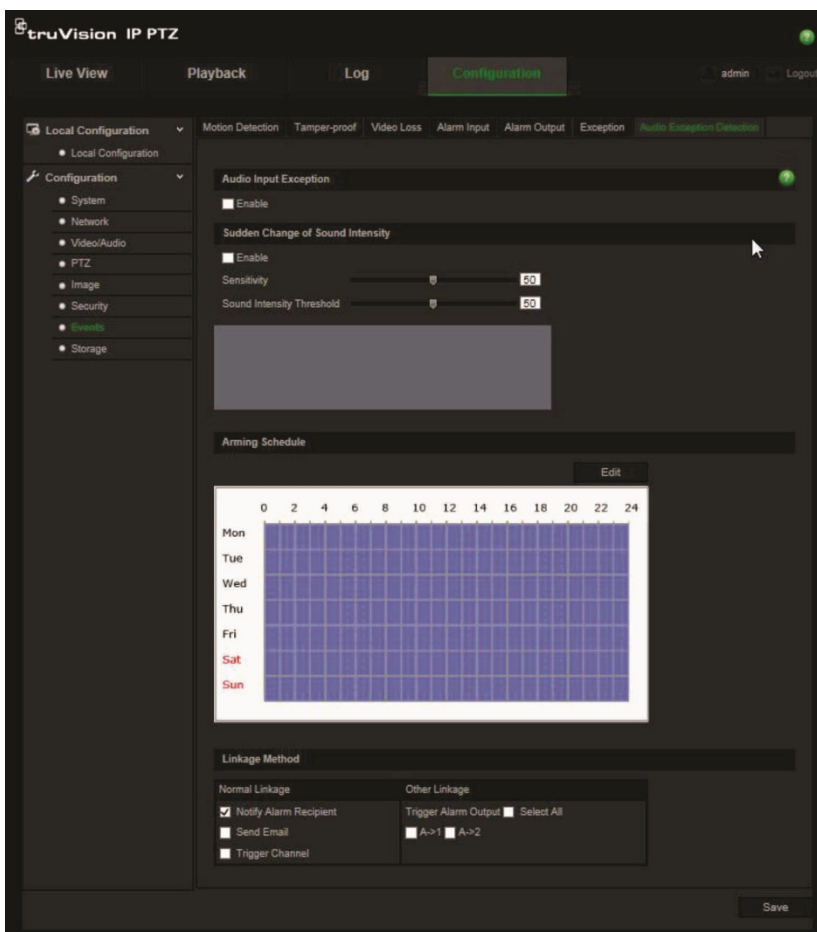 truVision IP PTZ
Live View Playback Log Configuration admin Logout
Local Configuration
Local Configuration
Configuration
System
Network
Video/Audio
PTZ
Image
Security
Events
Storage
Motion Detection Tamper-proof Video Loss Alarm Input Alarm Output Exception Audio Exception Detection
Audio Input Exception
Enable
Sudden Change of Sound Intensity
Enable
Sensitivity 50
Sound Intensity Threshold 50
Arming Schedule
Edit
0 2 4 6 8 10 12 14 16 18 20 22 24
Mon
Tue
Wed
Thu
Fri
Sat
Sun
Linkage Method
Normal Linkage Other Linkage
Notify Alarm Recipient Trigger Alarm Output Select All
Send Email A->1 A->2
Trigger Channel
Save